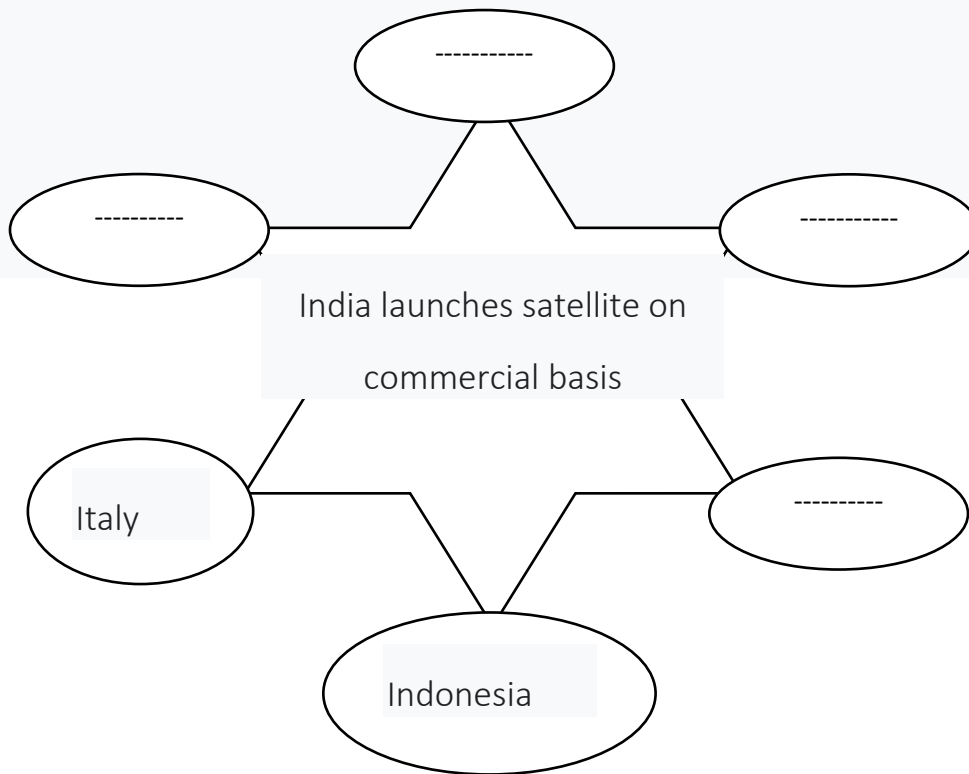 -----------
----------
------------
India launches satellite on
commercial basis
Italy
----------
Indonesia